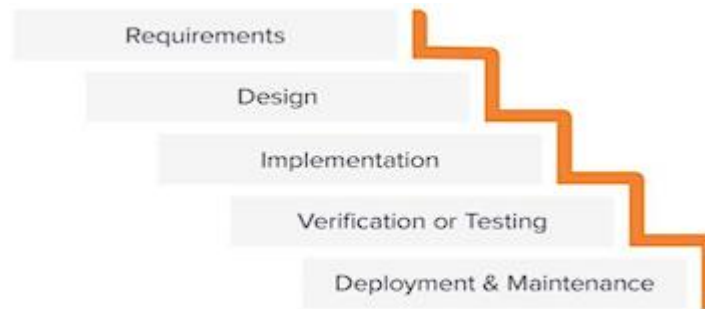 Requirements
Design
Implementation
Verification or Testing
Deployment & Maintenance